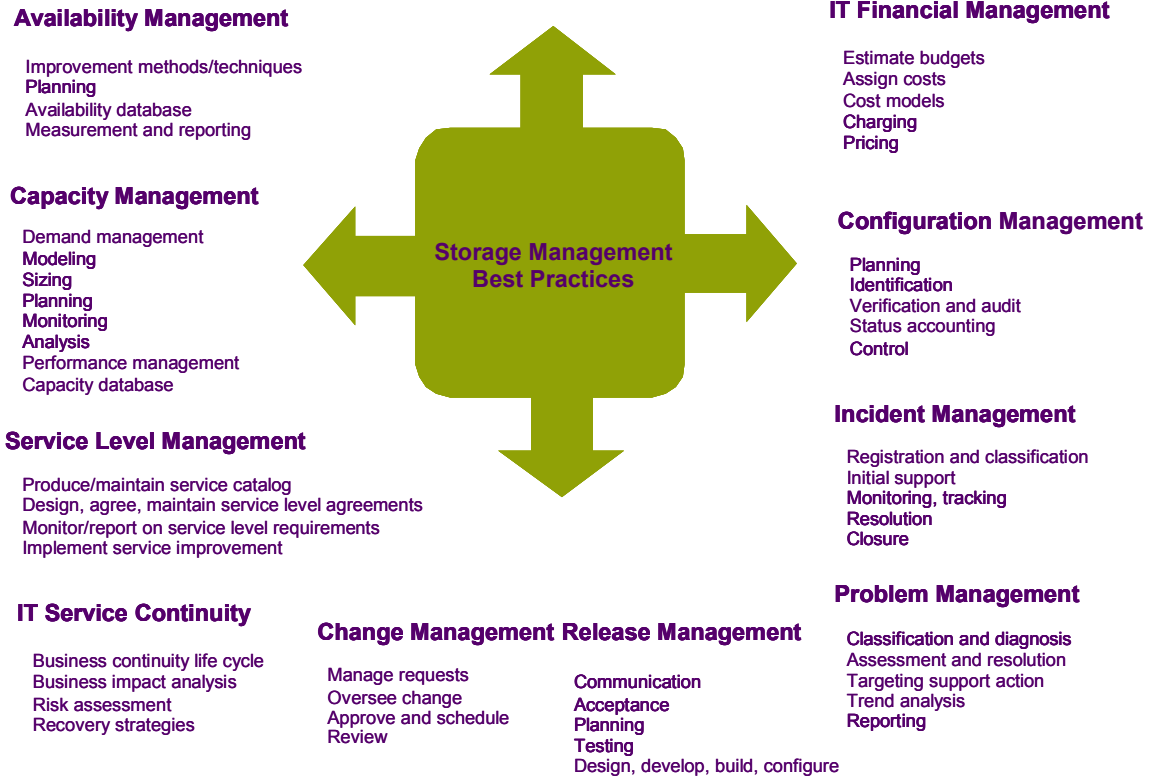 Availability Management
Improvement methods/techniques
Planning
Availability database
Measurement and reporting
Capacity Management
Demand management
Modeling
Sizing
Planning
Monitoring
Analysis
Performance management
Capacity database
Service Level Management
Produce/maintain service catalog
Design, agree, maintain service level agreements
Monitor/report on service level requirements
Implement service improvement
IT Service Continuity
Business continuity life cycle
Business impact analysis
Risk assessment
Recovery strategies
Storage Management
Best Practices
Change Management
Manage requests
Oversee change
Approve and schedule
Review
Release Management
Communication
Acceptance
Planning
Testing
Design, develop, build, configure
IT Financial Management
Estimate budgets
Assign costs
Cost models
Charging
Pricing
Configuration Management
Planning
Identification
Verification and audit
Status accounting
Control
Incident Management
Registration and classification
Initial support
Monitoring, tracking
Resolution
Closure
Problem Management
Classification and diagnosis
Assessment and resolution
Targeting support action
Trend analysis
Reporting